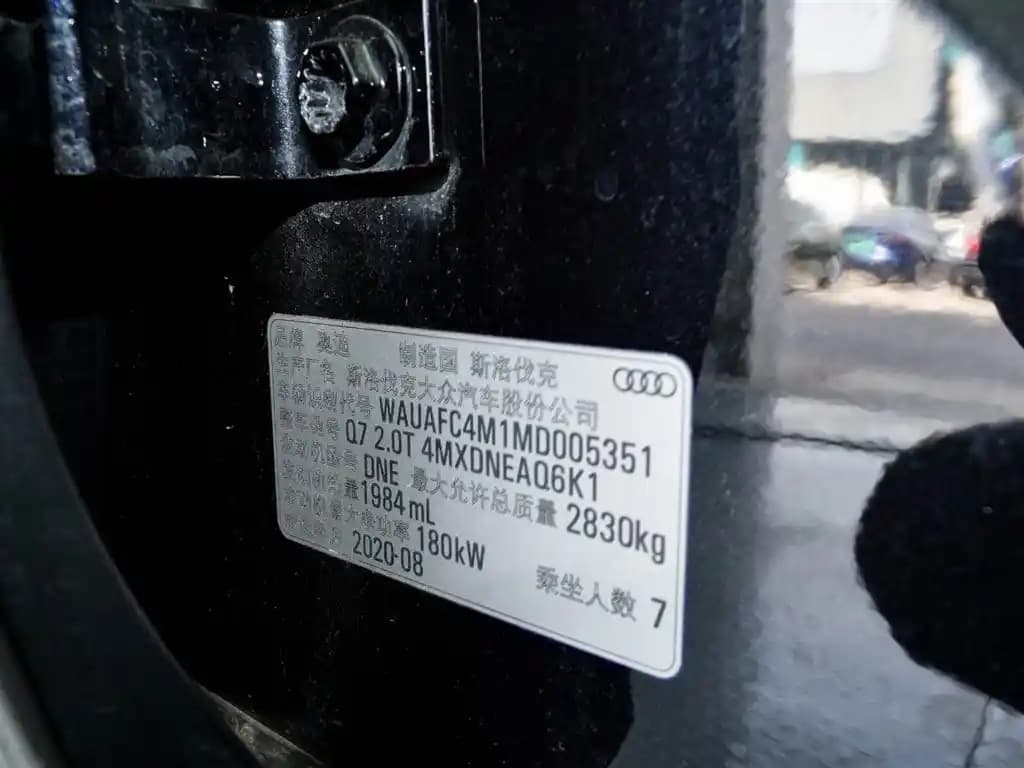 品牌 奥迪 制造国 斯洛伐克
生产厂名 斯洛伐克大众汽车股份公司
车辆识别代号 WAUAFC4M1MD005351
整车型号 Q7 2.0T 4MXDNEAQ6K1
发动机型号 DNE 最大允许总质量 2830kg
发动机排量 1984mL
发动机最大净功率 180kW
2020-08 乘坐人数 7